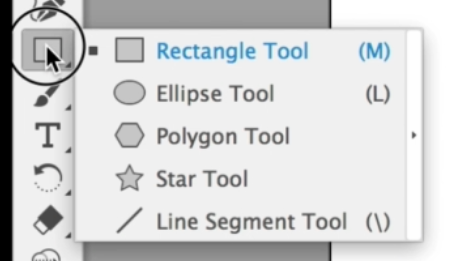 Rectangle Tool (M)
Ellipse Tool (L)
Polygon Tool
Star Tool
Line Segment Tool (\)